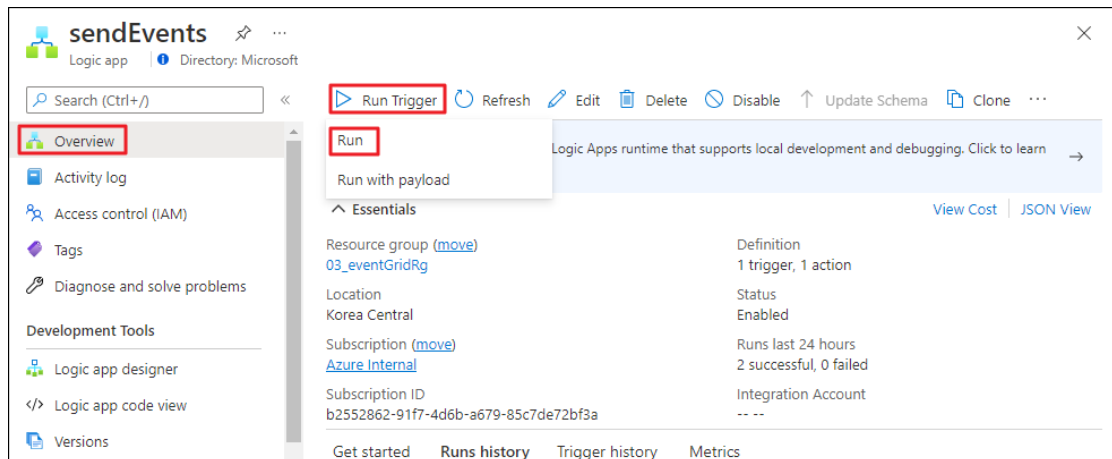 sendEvents
Logic app
Directory: Microsoft
Search (Ctrl+/)
Overview
Activity log
Access control (IAM)
Tags
Diagnose and solve problems
Development Tools
Logic app designer
Logic app code view
Versions
Run Trigger Refresh Edit Delete Disable Update Schema Clone
Run
Run with payload
Logic Apps runtime that supports local development and debugging. Click to learn
Essentials
View Cost JSON View
Resource group (move)
03_eventGridRg
Location
Korea Central
Subscription (move)
Azure Internal
Subscription ID
b2552862-91f7-4d6b-a679-85c7de72bf3a
Definition
1 trigger, 1 action
Status
Enabled
Runs last 24 hours
2 successful, 0 failed
Integration Account
-- --
Get started Runs history Trigger history Metrics